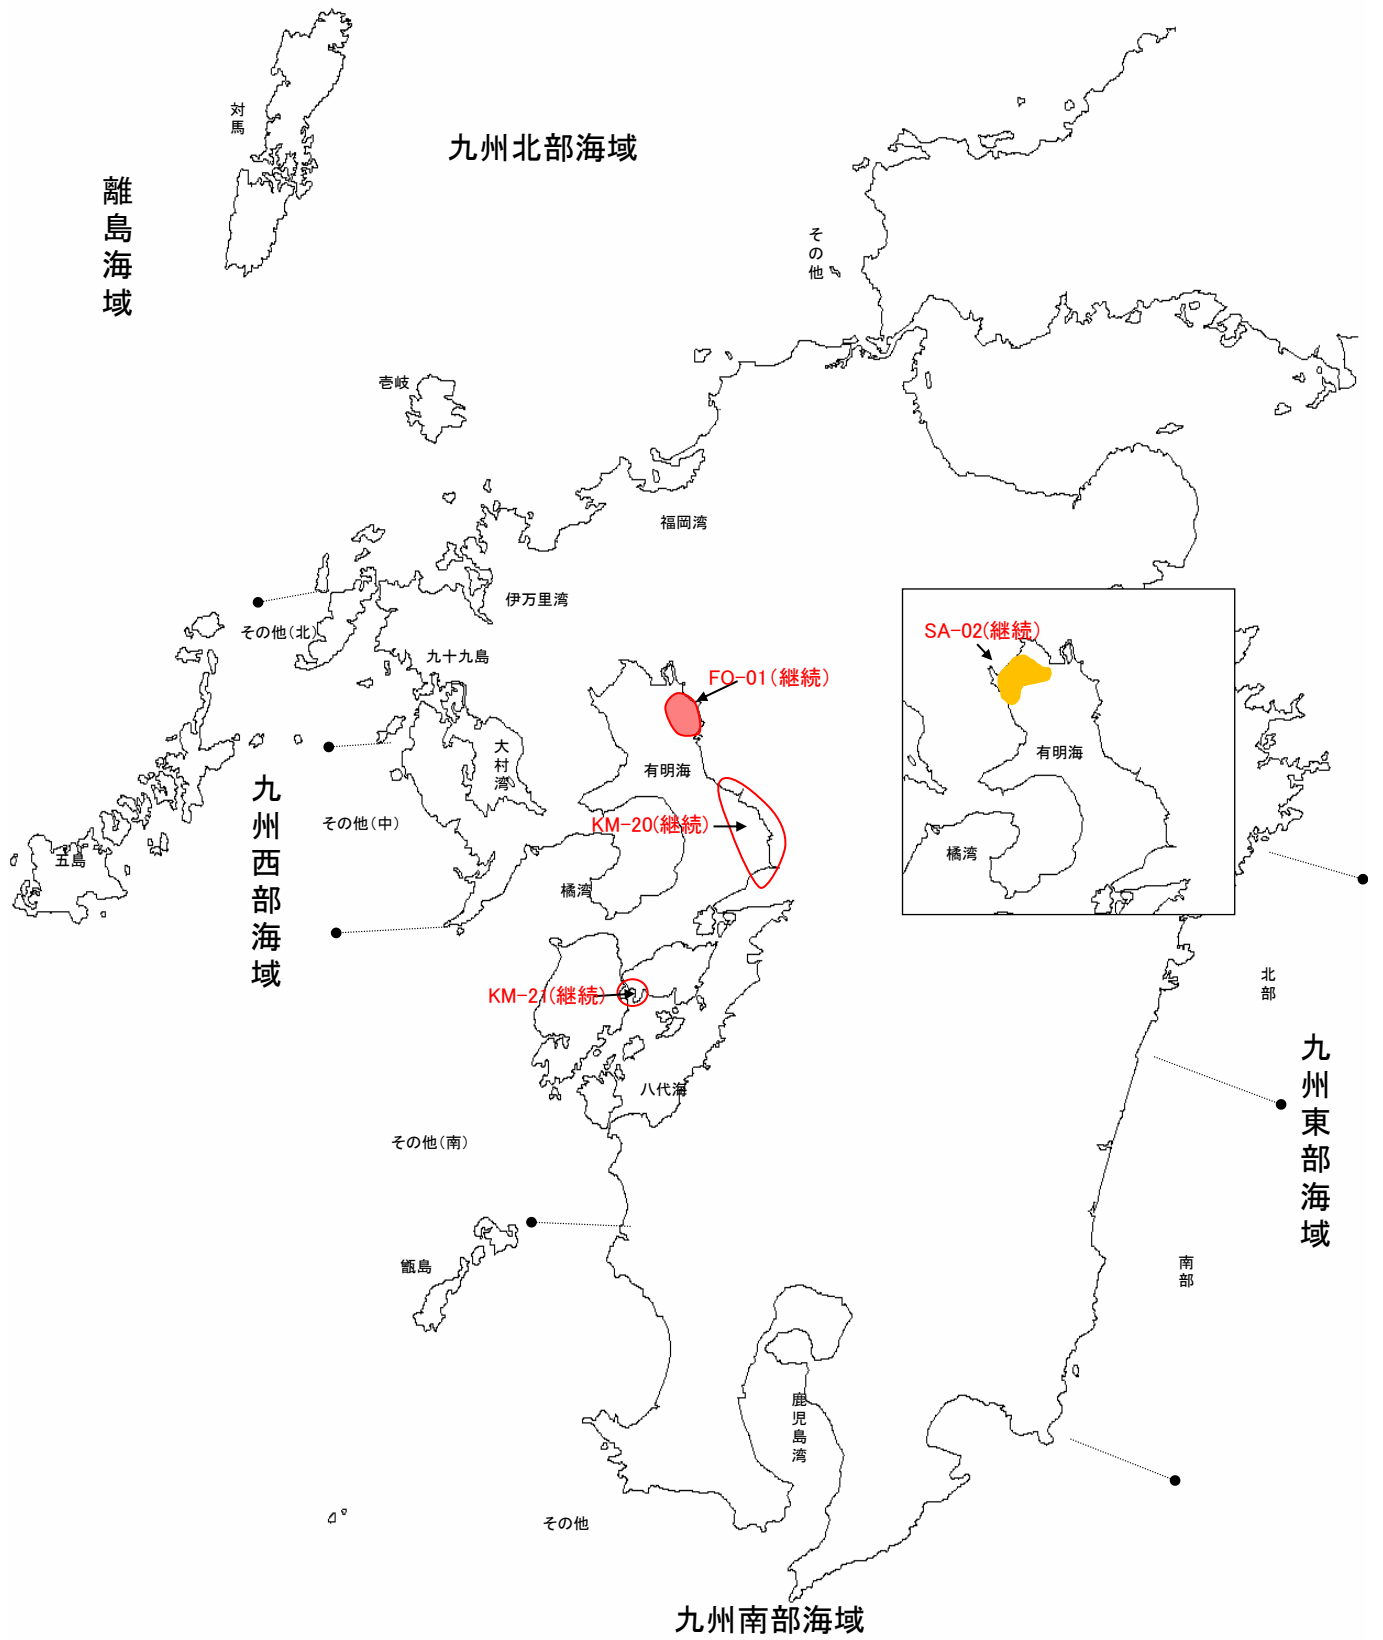 対馬
九州北部海域
離島海域
その他
壱岐
福岡湾
伊万里湾
その他(北)
九十九島
SA-02(継続)
FO-01(継続)
大村湾
有明海
有明海
九州西部海域
その他(中)
KM-20(継続)
五島
橘湾
橘湾
北部
KM-21(継続)
九州東部海域
八代海
その他(南)
甑島
南部
鹿児島湾
その他
九州南部海域